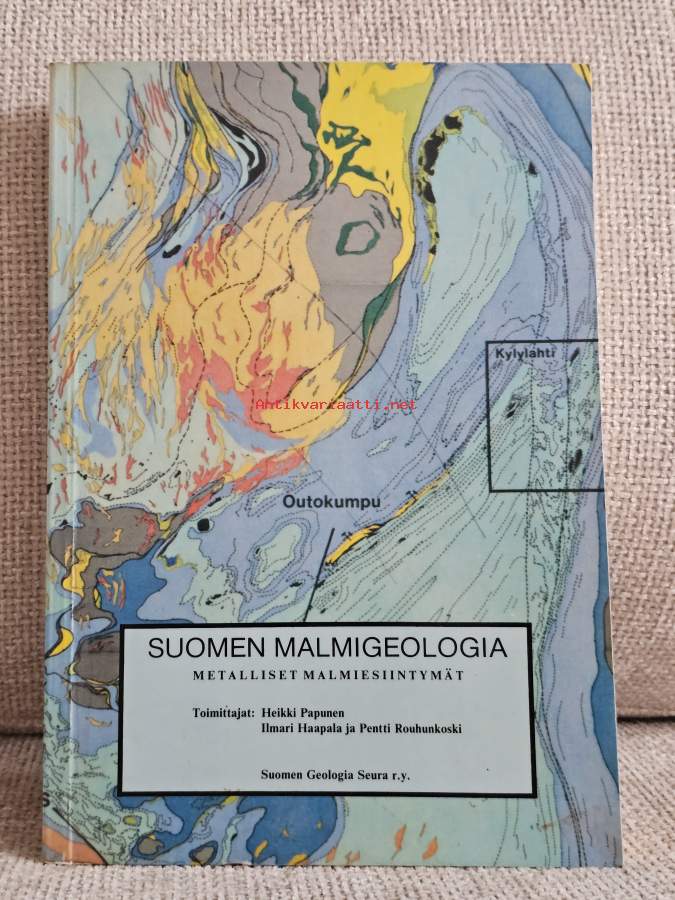 Kylylahti
Antikvariaatti.net
Outokumpu
SUOMEN MALMIGEOLOGIA
METALLISET MALMIESIINTYMÄT
Toimittajat: Heikki Papunen
Ilmari Haapala ja Pentti Rouhunkoski
Suomen Geologia Seura r.y.
S